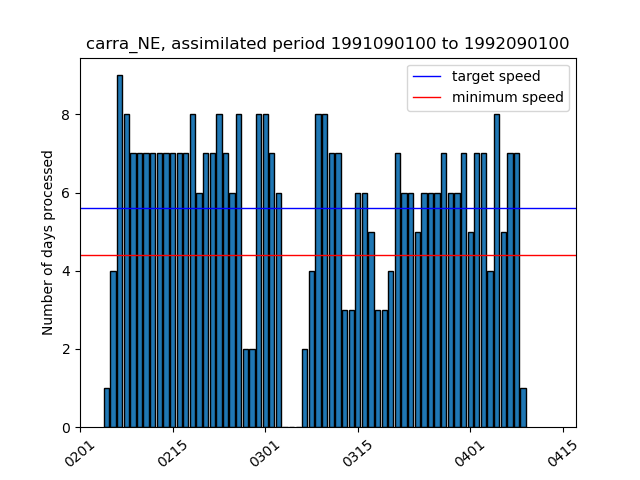 carra_NE, assimilated period 1991090100 to 1992090100
target speed
minimum speed
Number of days processed
8
6
4
2
0
0201
0215
0301
0315
0401
0415